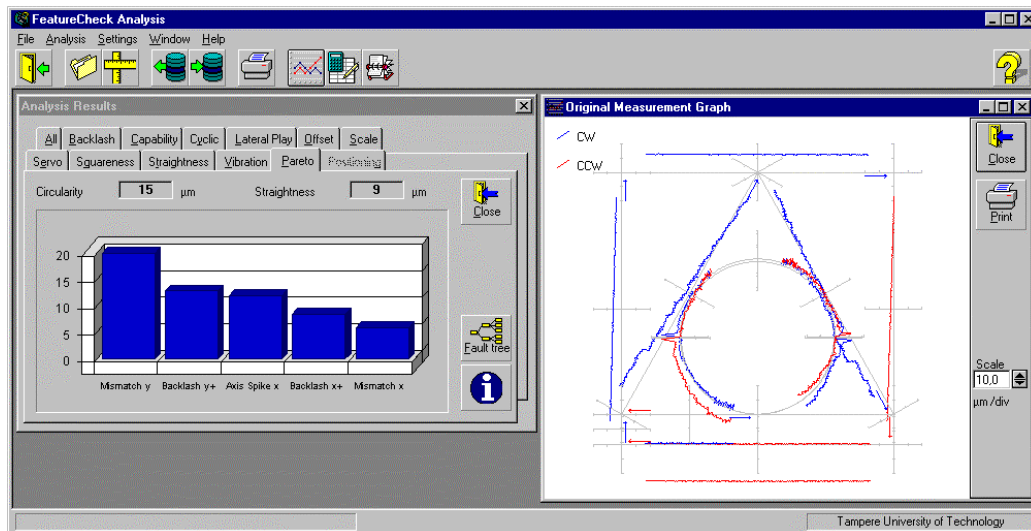 FeatureCheck Analysis
File Analysis Settings Window Help
Analysis Results
All Backlash Capability Cyclic Lateral Play Offset Scale
Servo Squareness Straightness Vibration Pareto Positioning
Circularity 15 µm Straightness 9 µm
Close
20
15
10
5
0
Mismatch y Backlash y+ Axis Spike x Backlash x+ Mismatch x
Fault tree
Original Measurement Graph
CW
CCW
Close
Print
Scale
10,0
µm/div
Tampere University of Technology